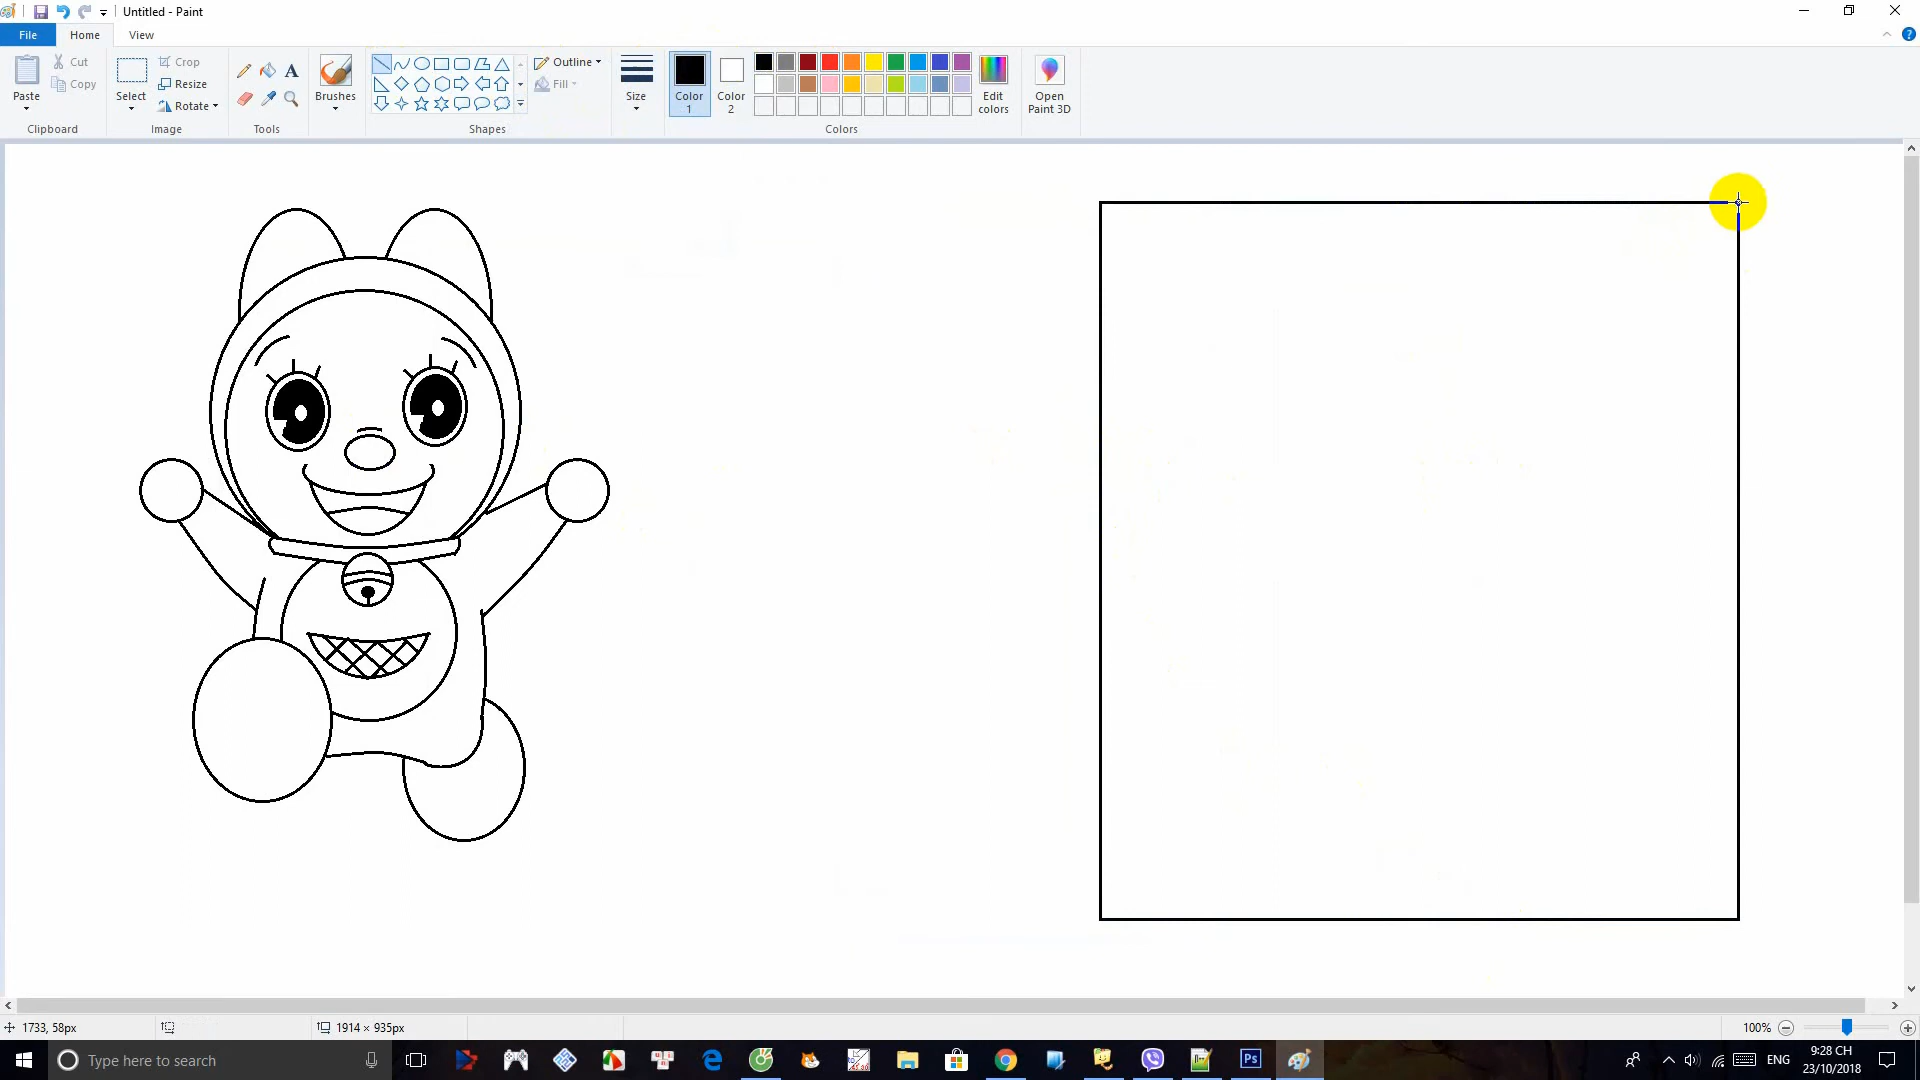 Untitled - Paint
File
Home
View
Paste
Cut
Copy
Select
Crop
Resize
Rotate
A
Brushes
Outline
Fill
Size
Color
1
Color
2
Edit
colors
Open
Paint 3D
Clipboard
Image
Tools
Shapes
Colors
1733, 58px
1914 × 935px
100%
Type here to search
Ps
ENG
9:28 CH
23/10/2018